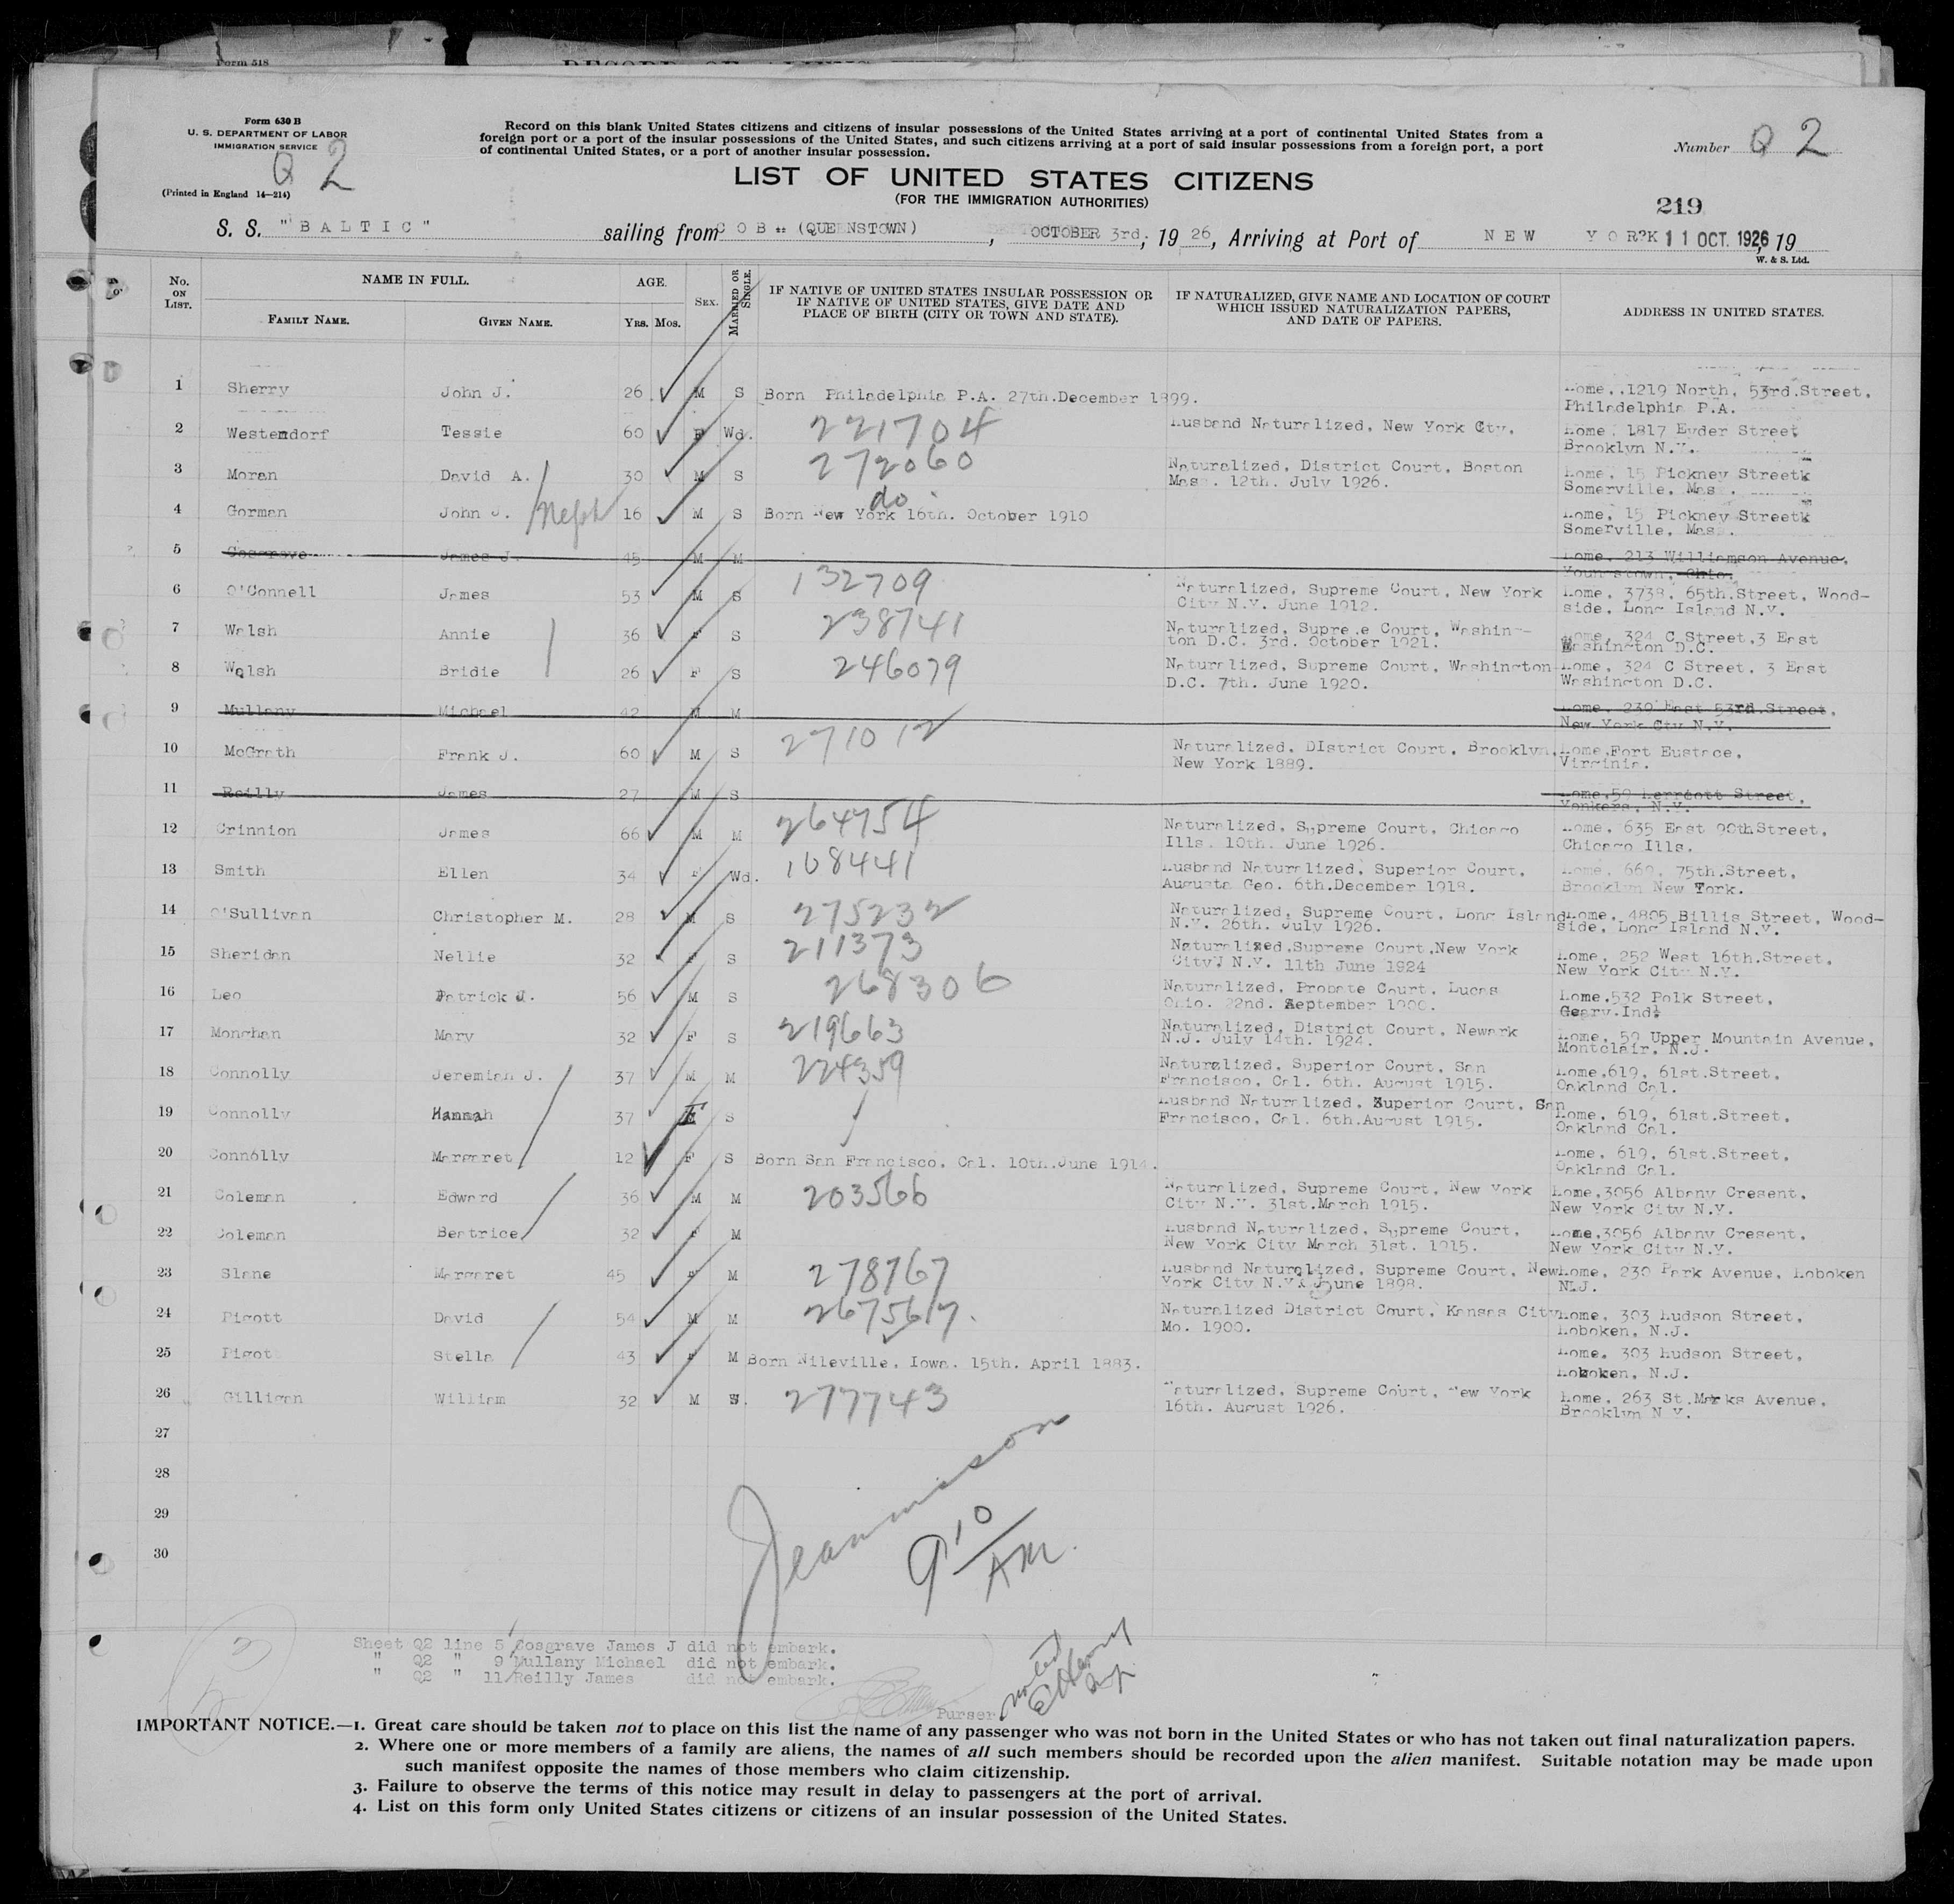 Form 518
Form 630 B
U. S. DEPARTMENT OF LABOR
IMMIGRATION SERVICE
Q 2
(Printed in England 14—214)
Record on this blank United States citizens and citizens of insular possessions of the United States arriving at a port of continental United States from a
foreign port or a port of the insular possessions of the United States, and such citizens arriving at a port of said insular possessions from a foreign port, a port
of continental United States, or a port of another insular possession.
Number Q 2
LIST OF UNITED STATES CITIZENS
(FOR THE IMMIGRATION AUTHORITIES)
219
S. S. "BALTIC" sailing from COB (QUEENSTOWN), OCTOBER 3rd; 1926, Arriving at Port of NEW YORK 11 OCT. 1926, 19
W. & S. Ltd.
No. ON LIST.
NAME IN FULL.
FAMILY NAME.
GIVEN NAME.
AGE.
YRS.
MOS.
SEX.
MARRIED OR SINGLE.
IF NATIVE OF UNITED STATES INSULAR POSSESSION OR
IF NATIVE OF UNITED STATES, GIVE DATE AND
PLACE OF BIRTH (CITY OR TOWN AND STATE).
IF NATURALIZED, GIVE NAME AND LOCATION OF COURT
WHICH ISSUED NATURALIZATION PAPERS,
AND DATE OF PAPERS.
ADDRESS IN UNITED STATES.
1 Sherry John J. 26 M S Born Philadelphia P.A. 27th.December 1899. Home,.1219 North, 53rd.Street,
Philadelphia P.A.
2 Westemdorf Tessie 60 F Wd. 221704 Husband Naturalized, New York Cty. Home, 1817 Eyder Street
Brooklyn N.Y.
3 Moran David A. 30 M S 272060 Naturalized, District Court, Boston Home, 15 Pickney Streetk
Mass. 12th. July 1926. Somerville, Mass.
4 Gorman John J. Neph 16 M S do Born New York 16th. October 1910 Home, 15 Pickney Streetk
Somerville, Mass.
5 Cosgrave James J. 45 M M Home, 213 Williamson Avenue,
Youngstown, Ohio.
6 O'Connell James 53 M S 132709 Naturalized, Supreme Court, New York Home, 3738, 65th.Street, Wood-
City N.Y. June 1912. side, Long Island N.Y.
7 Walsh Annie 36 F S 238741 Naturalized, Supreme Court, Washing-
ton D.C. 3rd. October 1921. Home, 324 C Street,3 East
Washington D.C.
8 Walsh Bridie 26 F S 246079 Naturalized, Supreme Court, Washington Home, 324 C Street, 3 East
D.C. 7th. June 1920. Washington D.C.
9 Mullany Michael 42 M M Home, 239 East 53rd.Street,
New York Cty N.Y.
10 McGrath Frank J. 60 M S 271012 Naturalized, DIstrict Court, Brooklyn, Home,Fort Eustace,
New York 1889. Virginia.
11 Reilly James 27 M S Home,59 Street,
Yonkers, N.Y.
12 Crinnion James 66 M M 264754 Naturalized, Supreme Court, Chicago Home, 635 East 90thStreet,
Ills. 10th. June 1926. Chicago Ills.
13 Smith Ellen 34 F Wd. 108441 Husband Naturalized, Superior Court, Home, 669, 75th.Street,
Augusta Geo. 6th.December 1918. Brooklyn New York.
14 O'Sullivan Christopher M. 28 M S 275232 Naturalized, Supreme Court, Long Island Home, 4805 Billis Street, Wood-
N.Y. 26th. July 1926. side, Long Island N.Y.
15 Sheridan Nellie 32 F S 211373 Naturalized,Supreme Court,New York Home, 252 West 16th.Street,
City, N.Y. 11th June 1924 New York City N.Y.
16 Leo Patrick J. 56 M S 268306 Naturalized, Probate Court, Lucas Home,532 Polk Street,
Ohio. 22nd. September 1900. Geary.Ind.
17 Monghan Mary 32 F S 219663 Naturalized, District Court, Newark Home, 59 Upper Mountain Avenue,
N.J. July 14th. 1924. Montclair, N.J.
18 Connolly Jeremiah J. 37 M M 224359 Naturalized, Superior Court, San Home,619, 61st.Street,
Francisco, Cal. 6th. August 1915. Oakland Cal.
19 Connolly Hannah 37 F S Husband Naturalized, Superior Court, San Home, 619, 61st.Street,
Francisco, Cal. 6th.August 1915. Oakland Cal.
20 Connolly Margaret 12 F S Born San Francisco, Cal. 10th.June 1914. Home, 619, 61st.Street,
Oakland Cal.
21 Coleman Edward 36 M M 203566 Naturalized, Supreme Court, New York Home,3056 Albany Cresent,
City N.Y. 31st.March 1915. New York City N.Y.
22 Coleman Beatrice 32 F M Husband Naturalized, Supreme Court, Home,3056 Albany Cresent,
New York City March 31st. 1915. New York City N.Y.
23 Slane Margaret 45 F M 278767 Husband Naturalized, Supreme Court, New Home, 230 Park Avenue, Hoboken
York City N.Y. June 1898. N.J.
24 Pigott David 54 M M 267567. Naturalized District Court, Kansas City Home, 303 Hudson Street,
Mo. 1900. Hoboken, N.J.
25 Pigot Stella 43 F M Born Nileville, Iowa. 15th. April 1883. Home, 303 Hudson Street,
Hoboken, N.J.
26 Gilligan William 32 M S. 277743 Naturalized, Supreme Court, New York Home, 263 St.Marks Avenue,
16th. August 1926. Brooklyn N.Y.
27
28
29
30
Jeannisson
9 10 AM.
Sheet Q2 line 5 Cosgrave James J did not embark.
" Q2 " 9 Mullany Michael did not embark.
" Q2 " 11 Reilly James did not embark.
Purser
noted
IMPORTANT NOTICE.—1. Great care should be taken not to place on this list the name of any passenger who was not born in the United States or who has not taken out final naturalization papers.
2. Where one or more members of a family are aliens, the names of all such members should be recorded upon the alien manifest. Suitable notation may be made upon
such manifest opposite the names of those members who claim citizenship.
3. Failure to observe the terms of this notice may result in delay to passengers at the port of arrival.
4. List on this form only United States citizens or citizens of an insular possession of the United States.